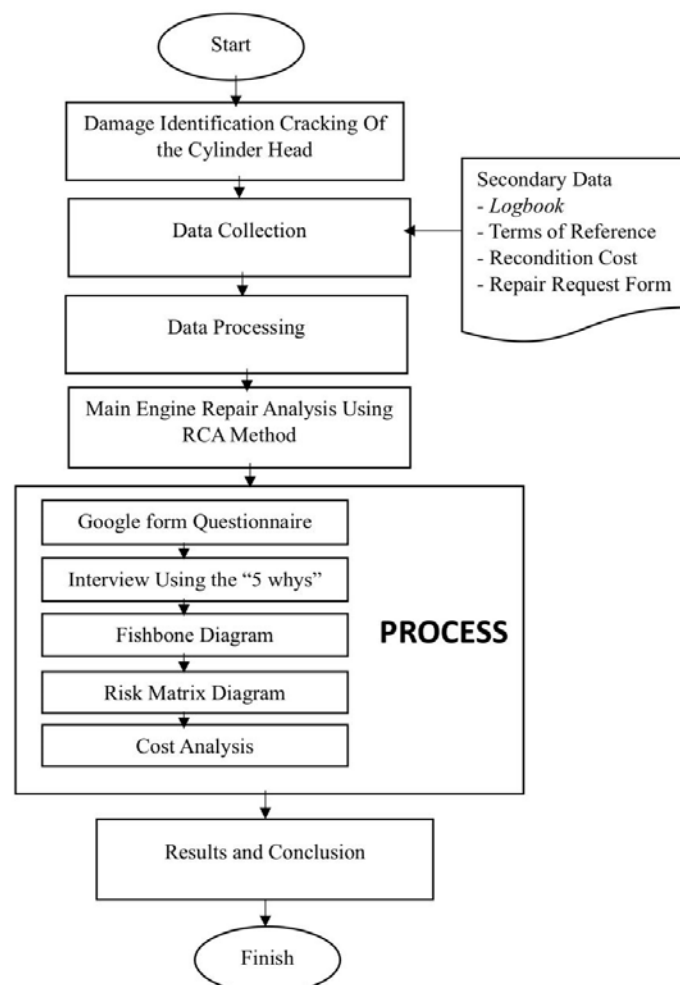 Start
Damage Identification Cracking Of
the Cylinder Head
Secondary Data
- Logbook
- Terms of Reference
- Recondition Cost
- Repair Request Form
Data Collection
Data Processing
Main Engine Repair Analysis Using
RCA Method
Google form Questionnaire
Interview Using the “5 whys”
Fishbone Diagram
PROCESS
Risk Matrix Diagram
Cost Analysis
Results and Conclusion
Finish